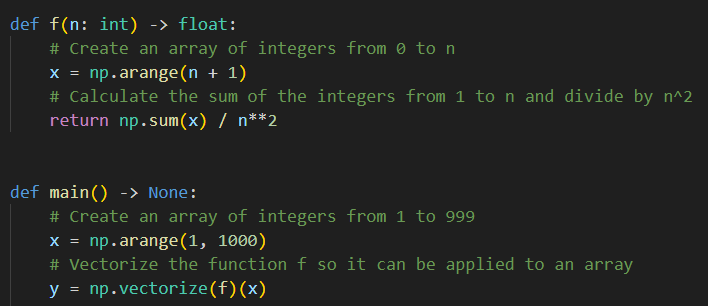 def f(n: int) -> float:
    # Create an array of integers from 0 to n
    x = np.arange(n + 1)
    # Calculate the sum of the integers from 1 to n and divide by n^2
    return np.sum(x) / n**2
def main() -> None:
    # Create an array of integers from 1 to 999
    x = np.arange(1, 1000)
    # Vectorize the function f so it can be applied to an array
    y = np.vectorize(f)(x)